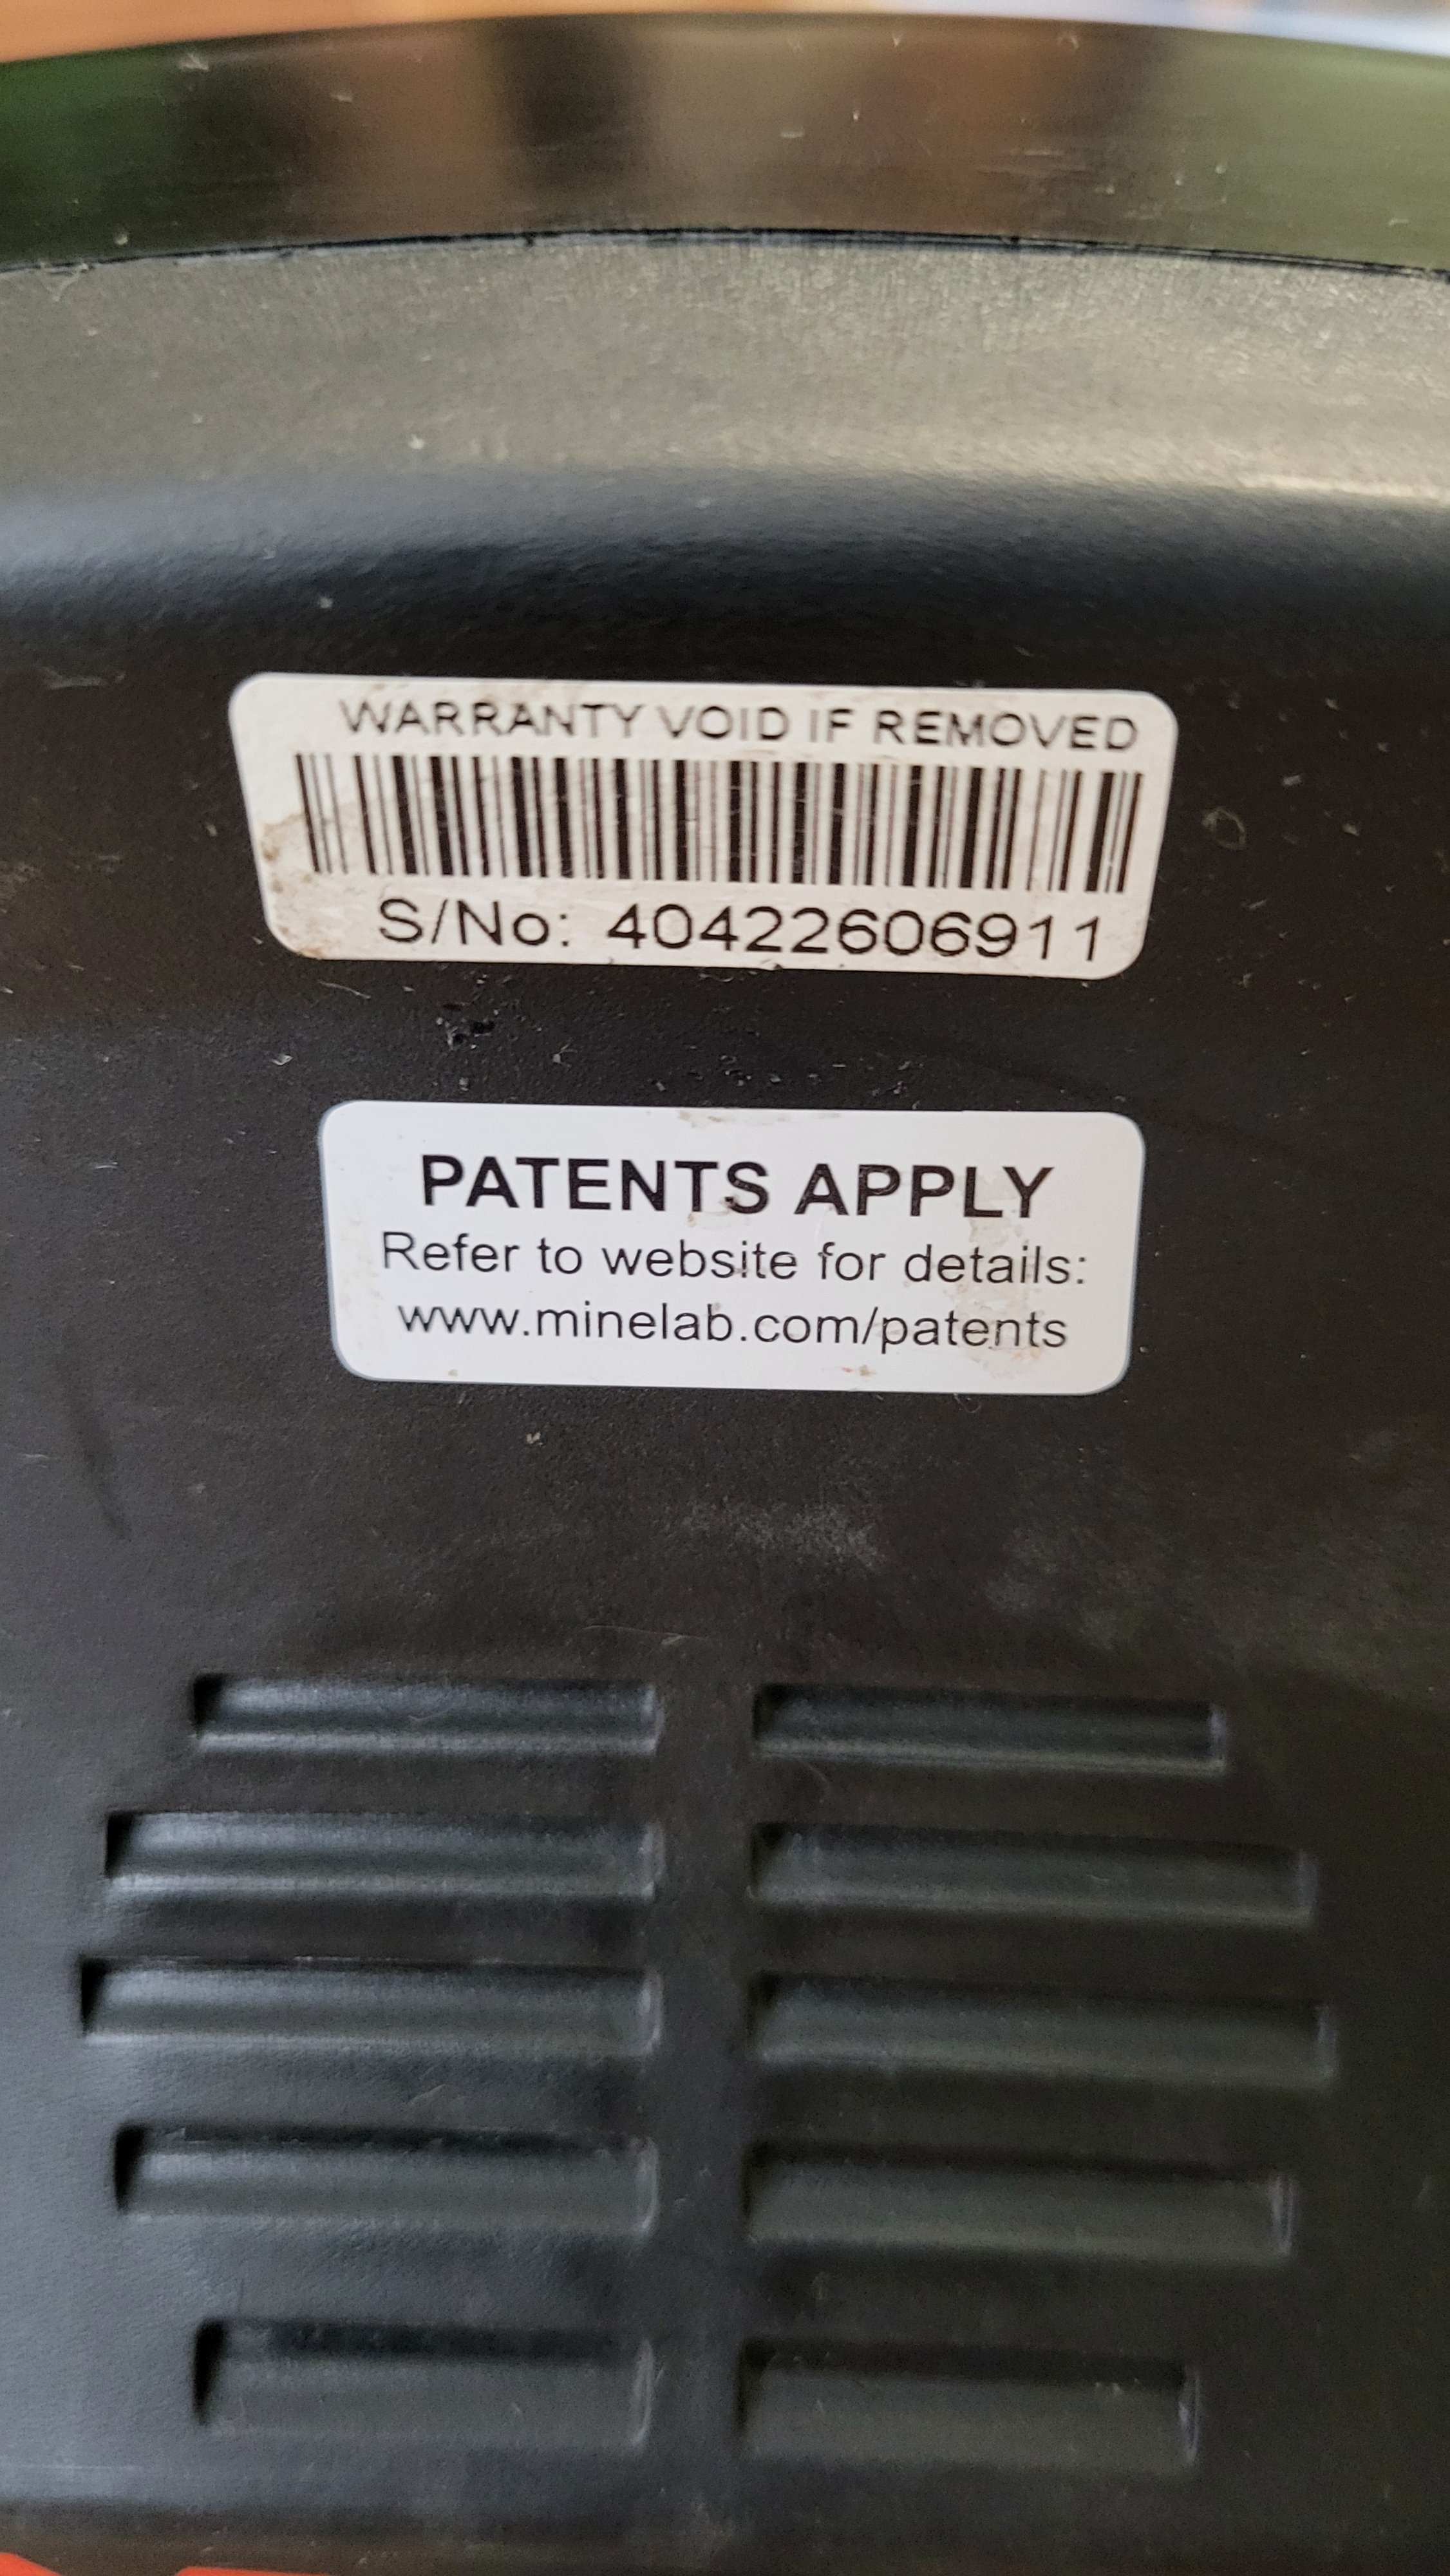 WARRANTY VOID IF REMOVED
S/No: 40422606911
PATENTS APPLY
Refer to website for details:
www.minelab.com/patents